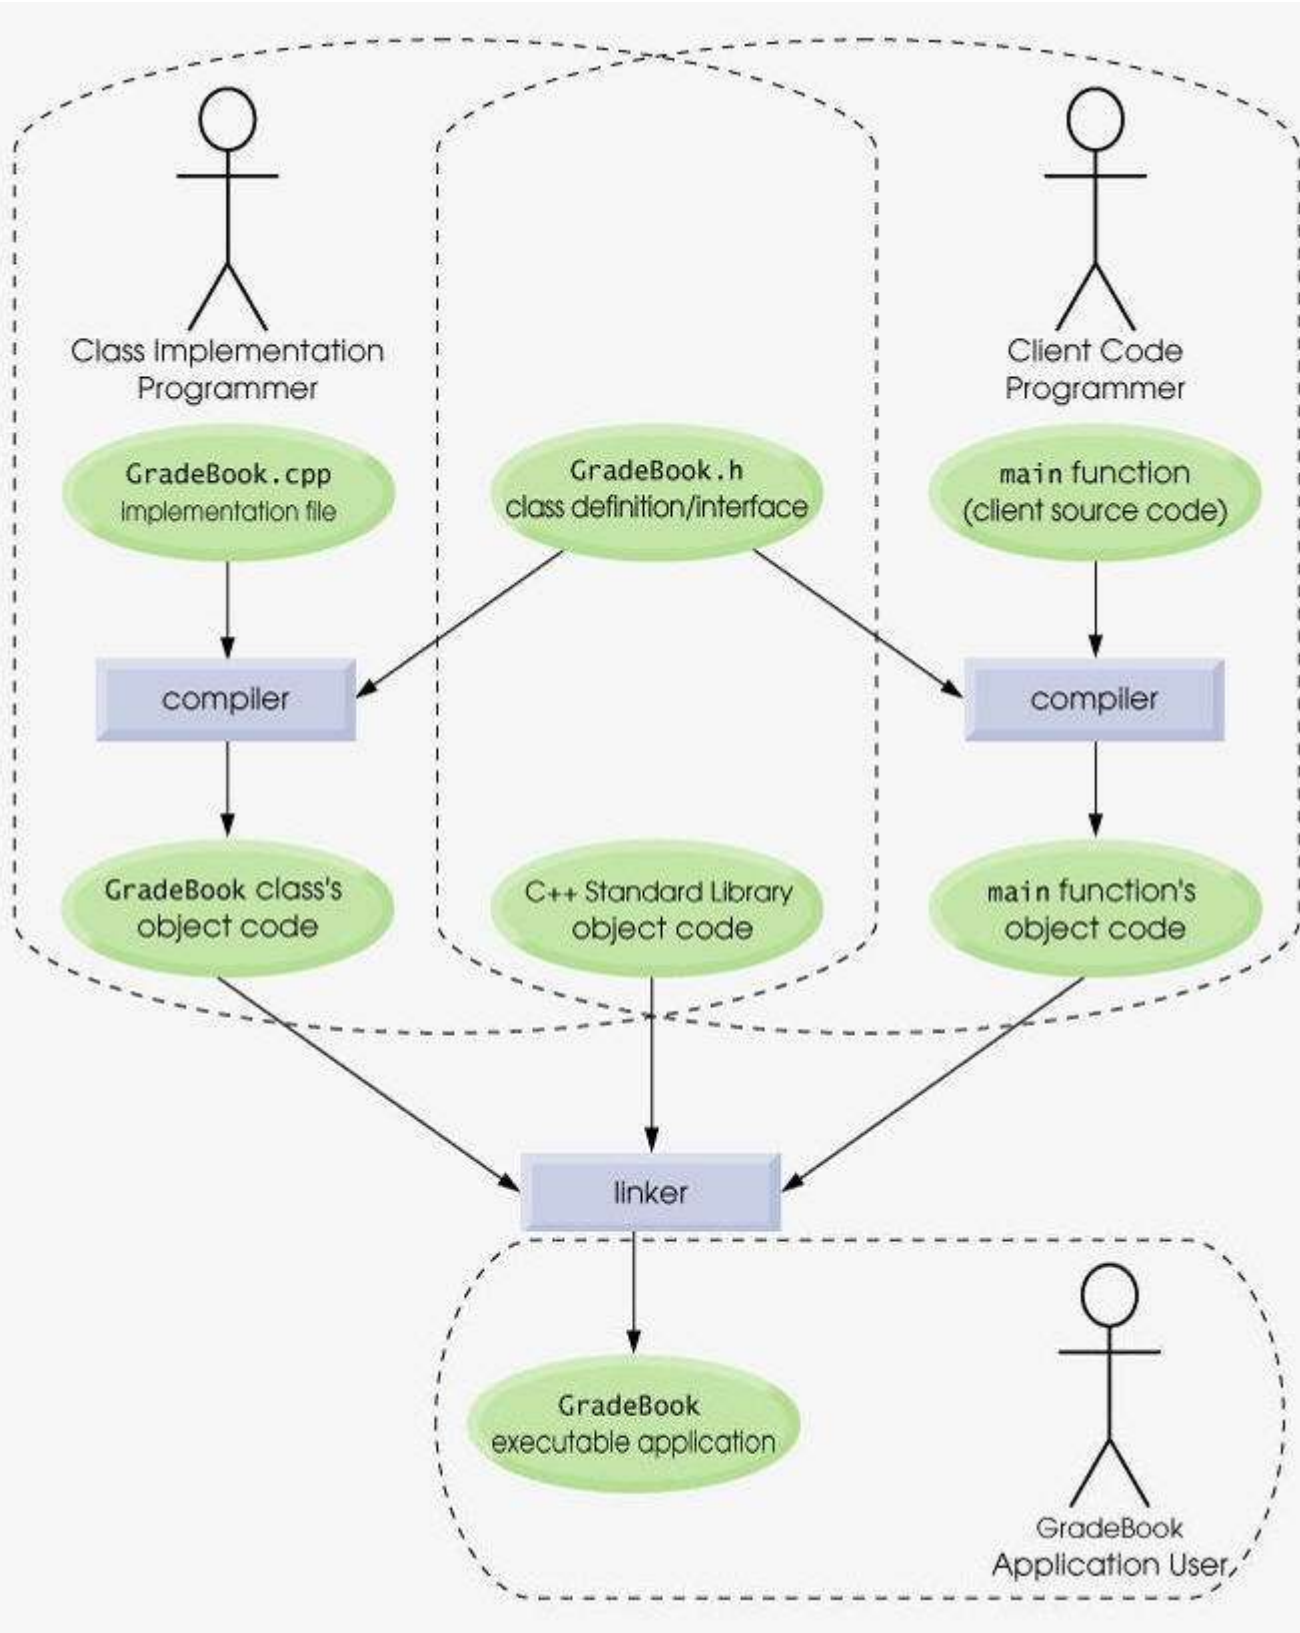 Class Implementation
Programmer
Client Code
Programmer
GradeBook.cpp
implementation file
GradeBook.h
class definition/interface
main function
(client source code)
compiler
compiler
GradeBook class's
object code
C++ Standard Library
object code
main function's
object code
linker
GradeBook
executable application
GradeBook
Application User